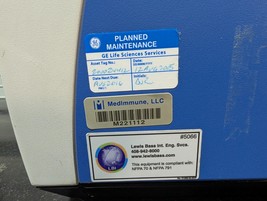 PLANNED
MAINTENANCE
GE Life Sciences Services
Asset Tag No:
Date Next Due
Initials:
MedImmune, LLC
M221112
#5066
Lewis Bass Int. Eng. Svcs.
408-942-8000
www.lewisbass.com
This equipment is compliant with:
NFPA-70 & NFPA-791